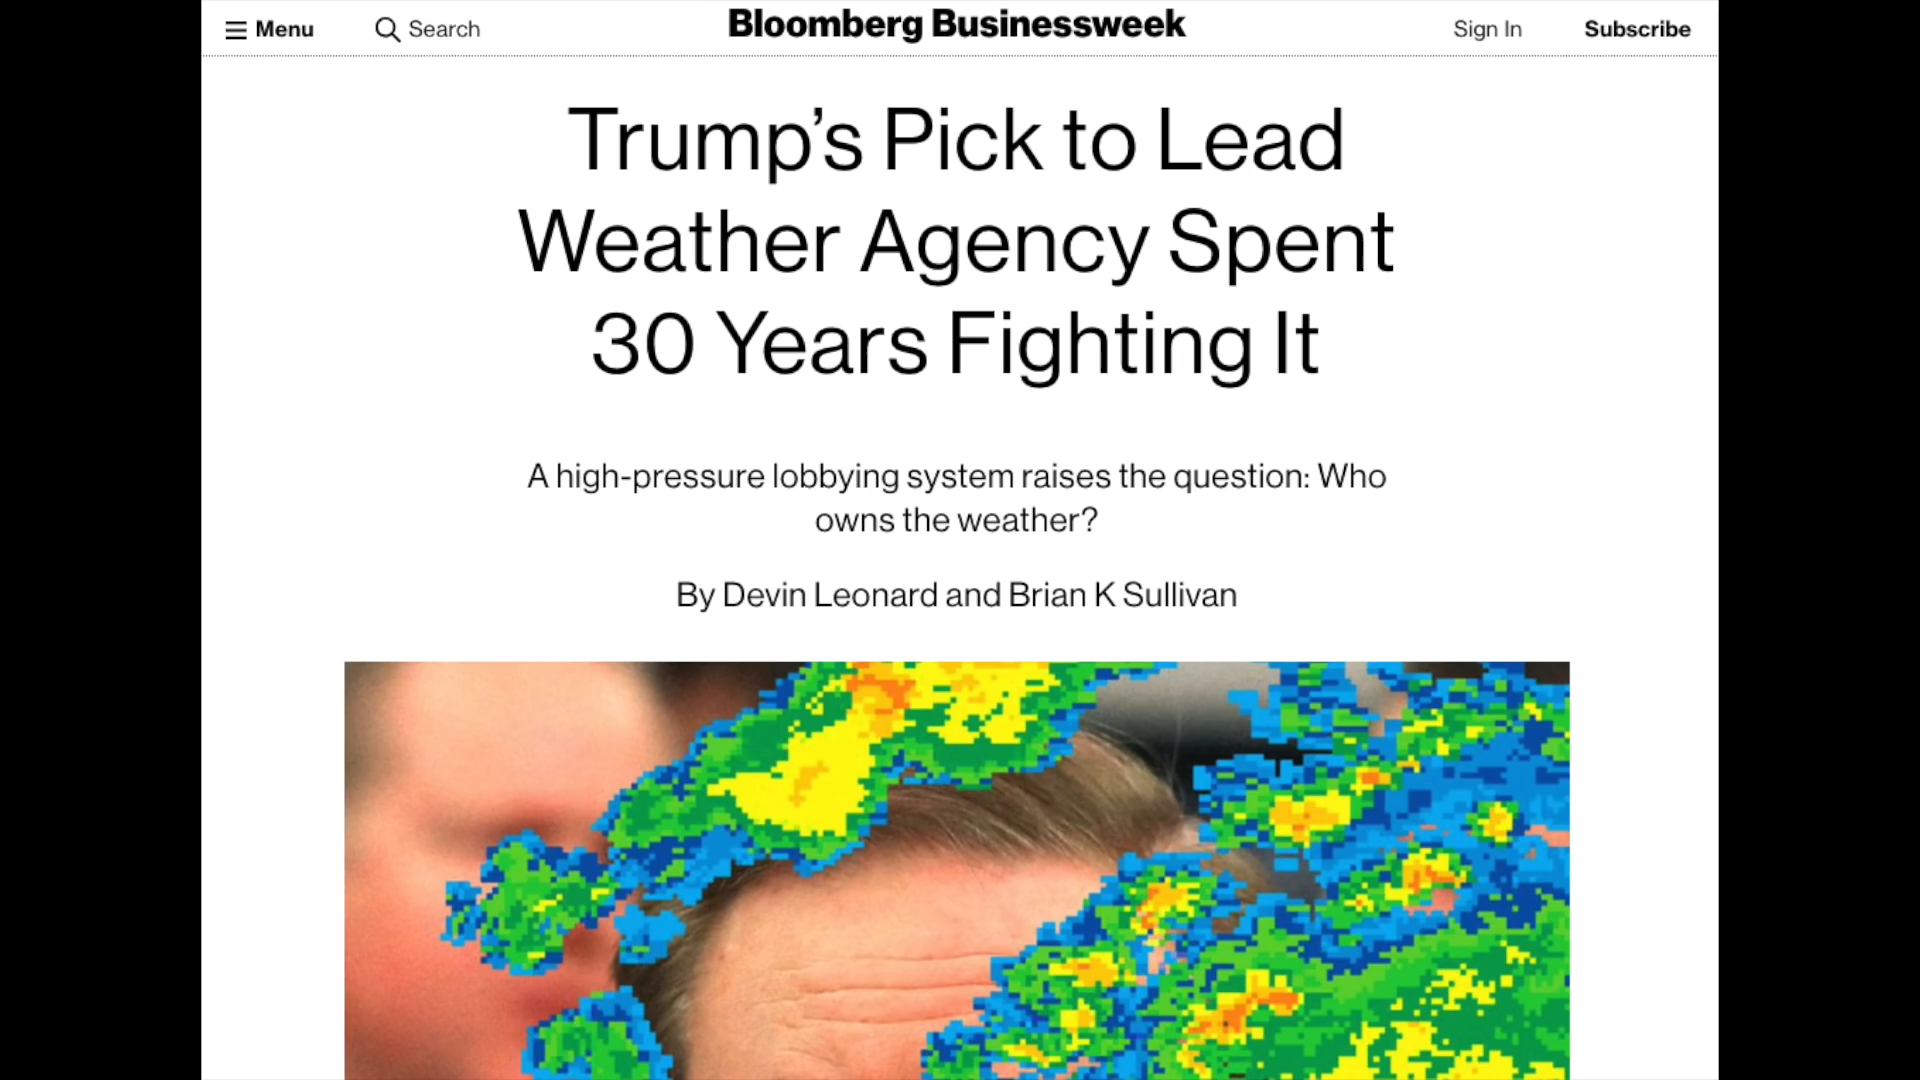 Menu
Search
Bloomberg Businessweek
Sign In
Subscribe
Trump’s Pick to Lead
Weather Agency Spent
30 Years Fighting It
A high-pressure lobbying system raises the question: Who
owns the weather?
By Devin Leonard and Brian K Sullivan